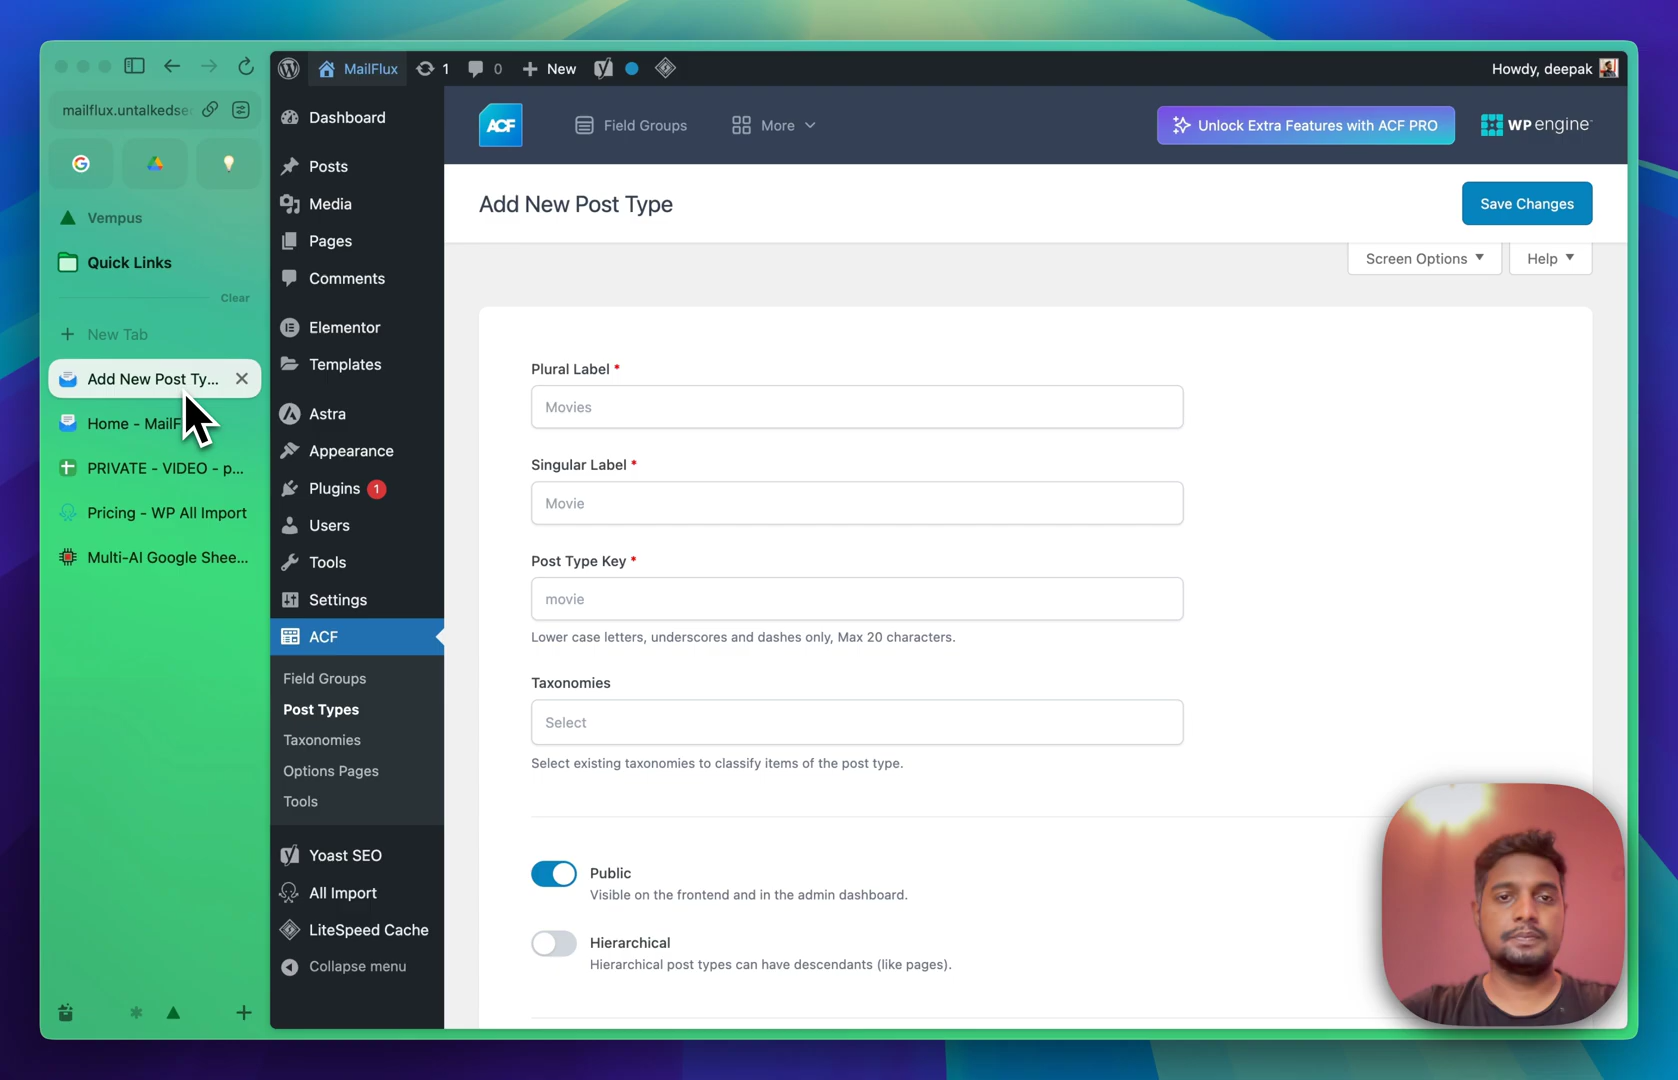 MailFlux
1
0
New
Howdy, deepak
mailflux.untalkedse
Vempus
Quick Links
Clear
New Tab
Add New Post Ty...
Home - MailF
PRIVATE - VIDEO - p...
Pricing - WP All Import
Multi-AI Google Shee...
Dashboard
Posts
Media
Pages
Comments
Elementor
Templates
Astra
Appearance
Plugins 1
Users
Tools
Settings
ACF
Field Groups
Post Types
Taxonomies
Options Pages
Tools
Yoast SEO
All Import
LiteSpeed Cache
Collapse menu
ACF
Field Groups
More
Unlock Extra Features with ACF PRO
WP engine
Add New Post Type
Save Changes
Screen Options
Help
Plural Label *
Movies
Singular Label *
Movie
Post Type Key *
movie
Lower case letters, underscores and dashes only, Max 20 characters.
Taxonomies
Select
Select existing taxonomies to classify items of the post type.
Public
Visible on the frontend and in the admin dashboard.
Hierarchical
Hierarchical post types can have descendants (like pages).